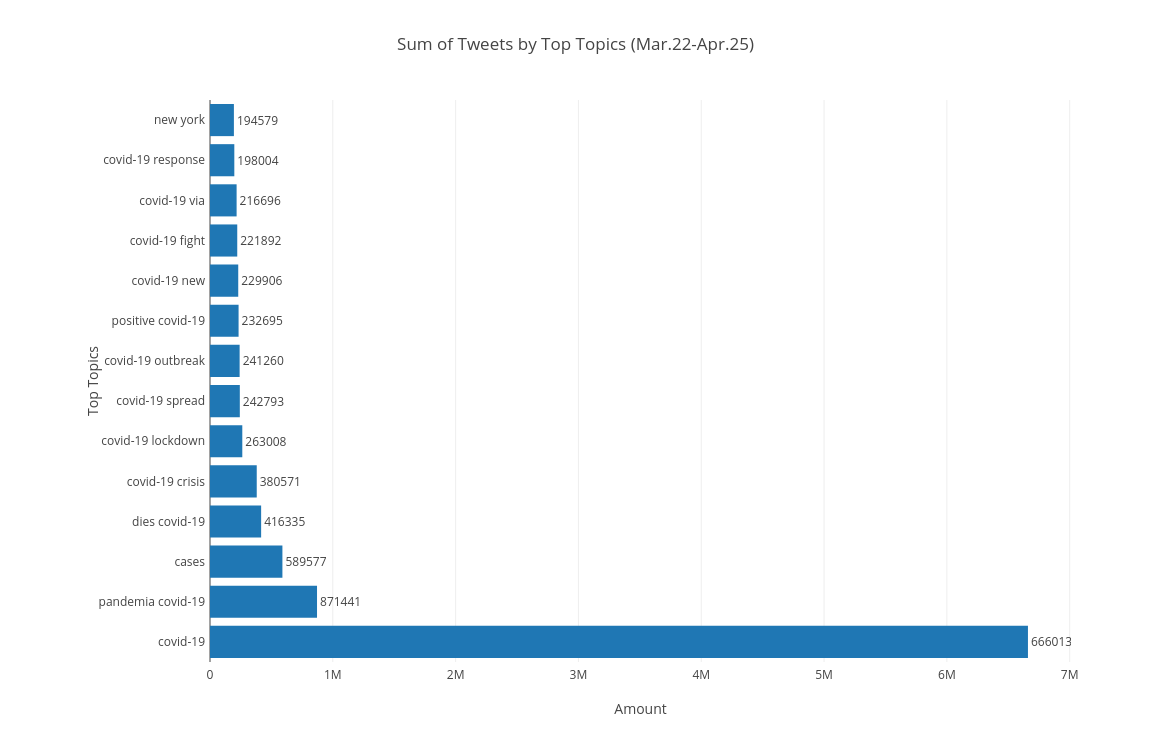 Sum of Tweets by Top Topics (Mar.22-Apr.25)
new york 194579
covid-19 response 198004
covid-19 via 216696
covid-19 fight 221892
covid-19 new 229906
positive covid-19 232695
covid-19 outbreak 241260
covid-19 spread 242793
covid-19 lockdown 263008
covid-19 crisis 380571
dies covid-19 416335
cases 589577
pandemia covid-19 871441
covid-19 666013
Top Topics
0 1M 2M 3M 4M 5M 6M 7M
Amount